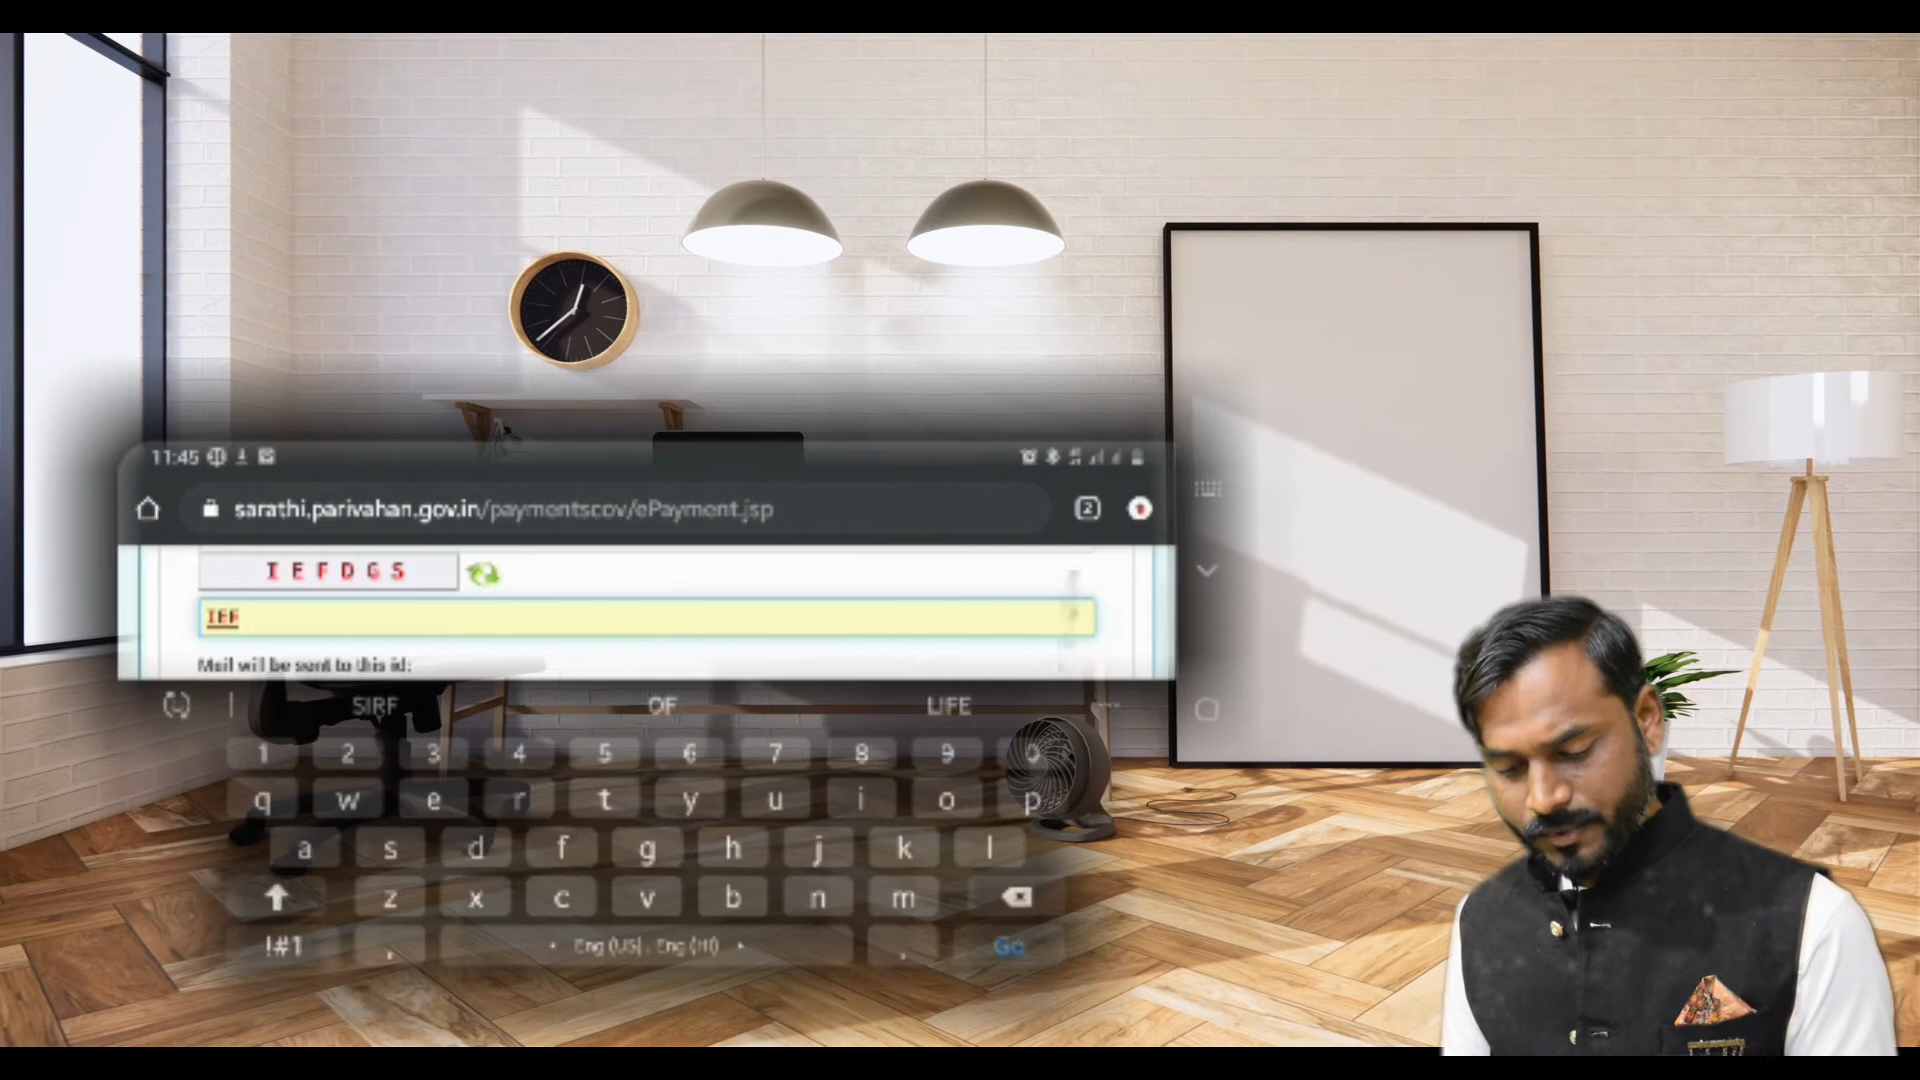 11:45
sarathi.parivahan.gov.in/paymentscov/ePayment.jsp
2
I E F D G S
IEF
Mail will be sent to this id:
SIRF OF LIFE
1 2 3 4 5 6 7 8 9 0
q w e r t y u i o p
a s d f g h j k l
z x c v b n m
!#1 , Eng (US) . Eng (HI) . Go